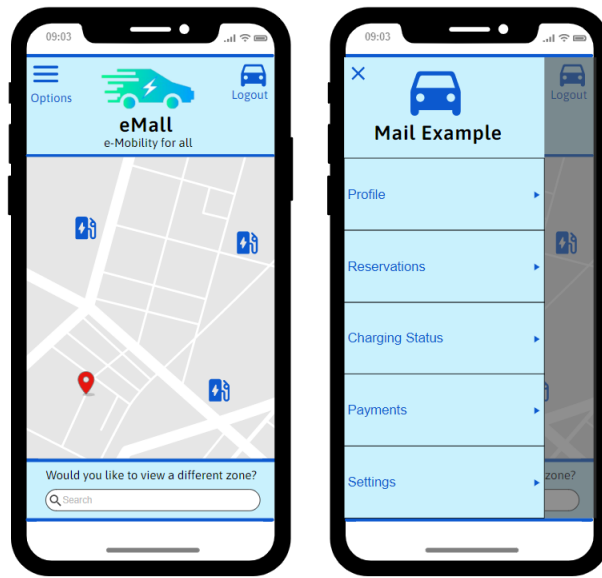 09:03
Options
Logout
eMall
e-Mobility for all
Would you like to view a different zone?
Search
09:03
Logout
Mail Example
Profile
Reservations
Charging Status
Payments
Settings
zone?